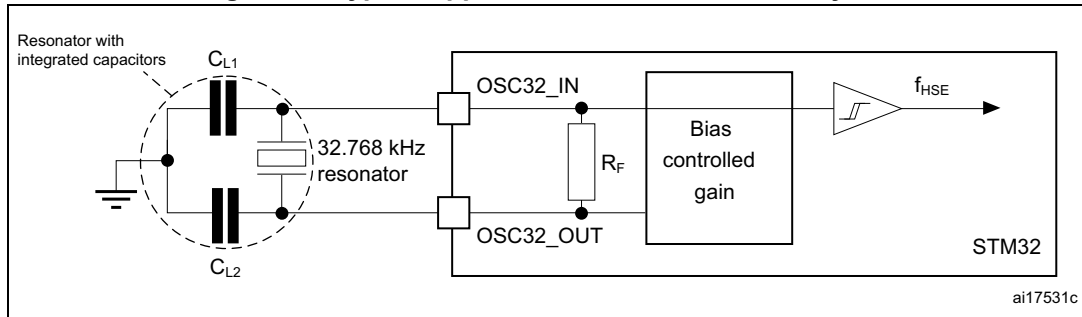 Resonator with
integrated capacitors
CL1
OSC32_IN
fHSE
32.768 kHz
resonator
RF
Bias
controlled
gain
OSC32_OUT
STM32
CL2
ai17531c